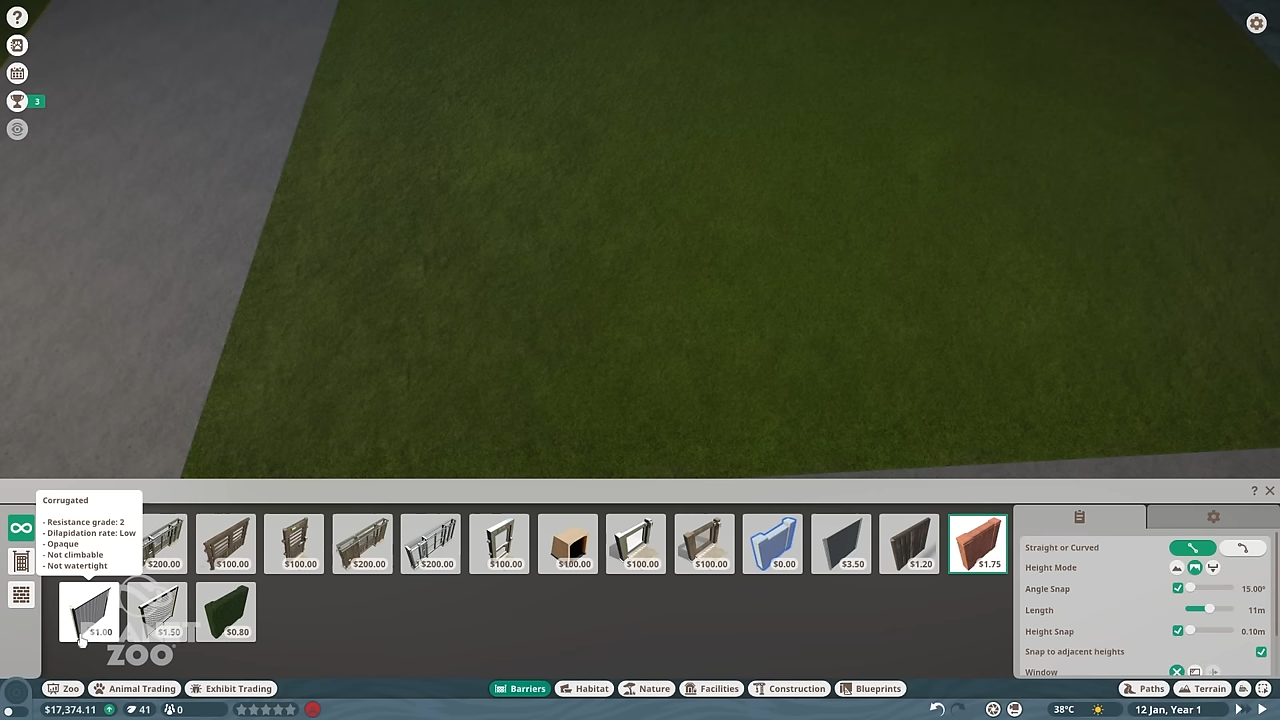 ?
3
? ✕
Corrugated
- Resistance grade: 2
- Dilapidation rate: Low
- Opaque
- Not climbable
- Not watertight
$200.00
$100.00
$100.00
$200.00
$200.00
$100.00
$100.00
$100.00
$100.00
$0.00
$3.50
$1.20
$1.75
$1.00
$1.50
$0.80
ZOO
Straight or Curved
Height Mode
Angle Snap 15.00°
Length 11m
Height Snap 0.10m
Snap to adjacent heights
Window
Zoo Animal Trading Exhibit Trading Barriers Habitat Nature Facilities Construction Blueprints Paths Terrain
$17,374.11 41 0 38°C 12 Jan, Year 1